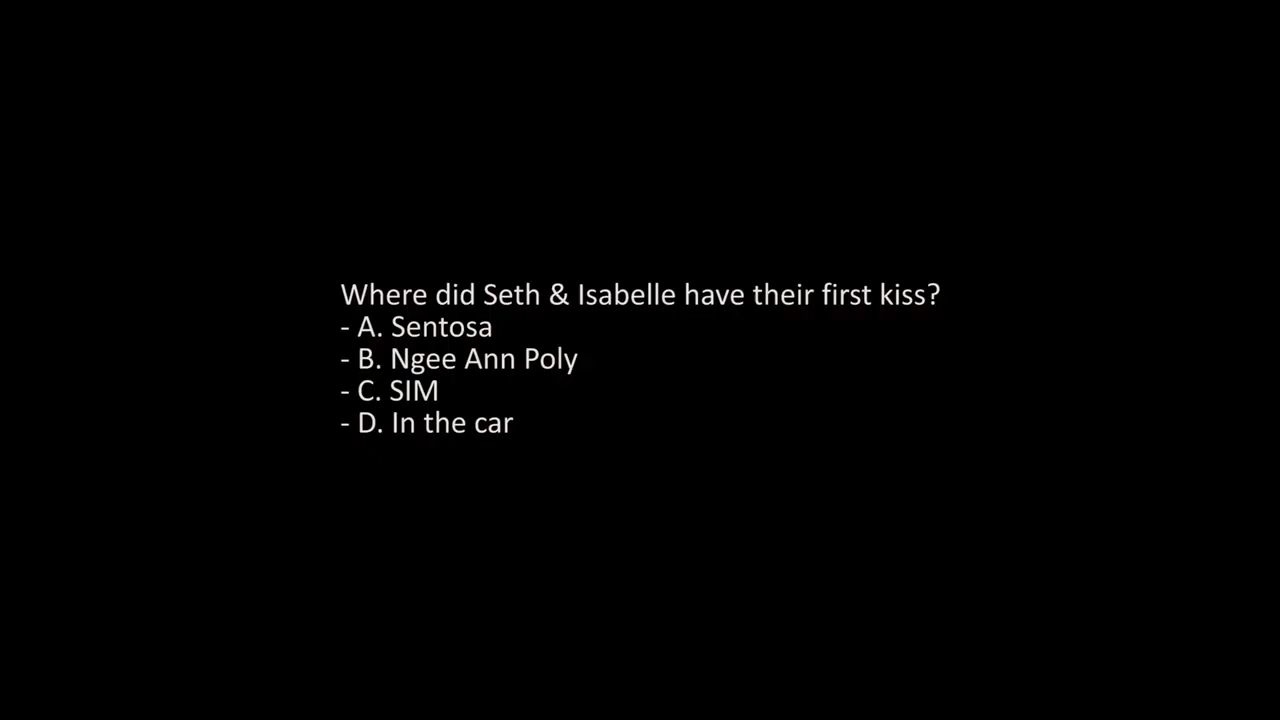 Where did Seth & Isabelle have their first kiss?
- A. Sentosa
- B. Ngee Ann Poly
- C. SIM
- D. In the car